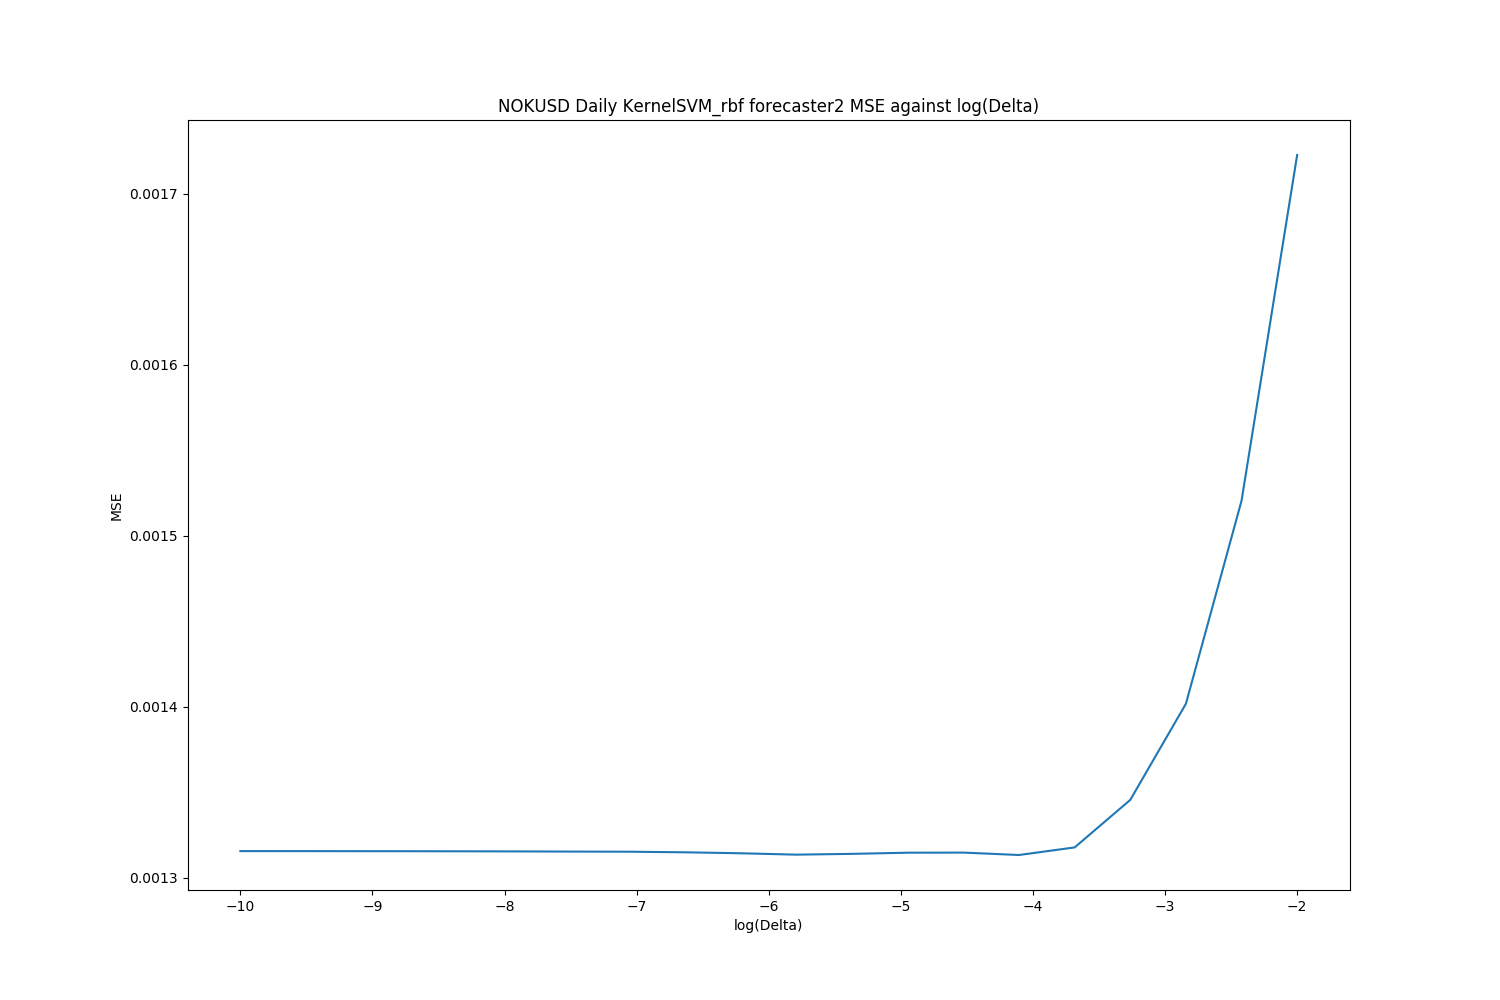 NOKUSD Daily KernelSVM_rbf forecaster2 MSE against log(Delta)
0.0017
0.0016
0.0015
0.0014
0.0013
MSE
−10 −9 −8 −7 −6 −5 −4 −3 −2
log(Delta)